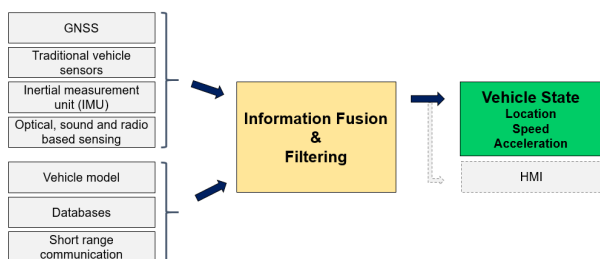 GNSS
Traditional vehicle
sensors
Inertial measurement
unit (IMU)
Optical, sound and radio
based sensing
Vehicle model
Databases
Short range
communication
Information Fusion
&
Filtering
Vehicle State
Location
Speed
Acceleration
HMI